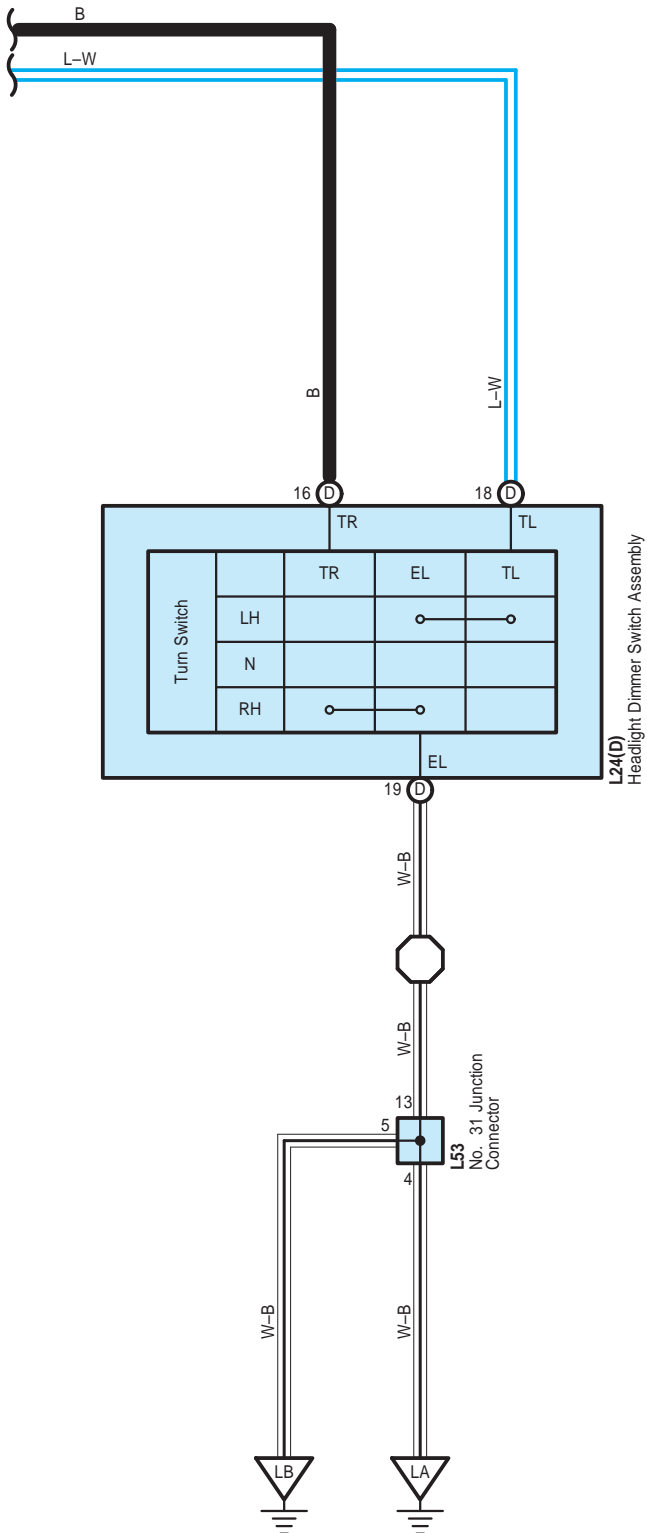 B
L–W
B
L–W
16 D
18 D
TR
TL
Turn Switch
TR EL TL
LH
N
RH
EL
L24(D)
Headlight Dimmer Switch Assembly
19 D
W–B
W–B
13
5
4
L53
No. 31 Junction
Connector
W–B
W–B
LB
LA